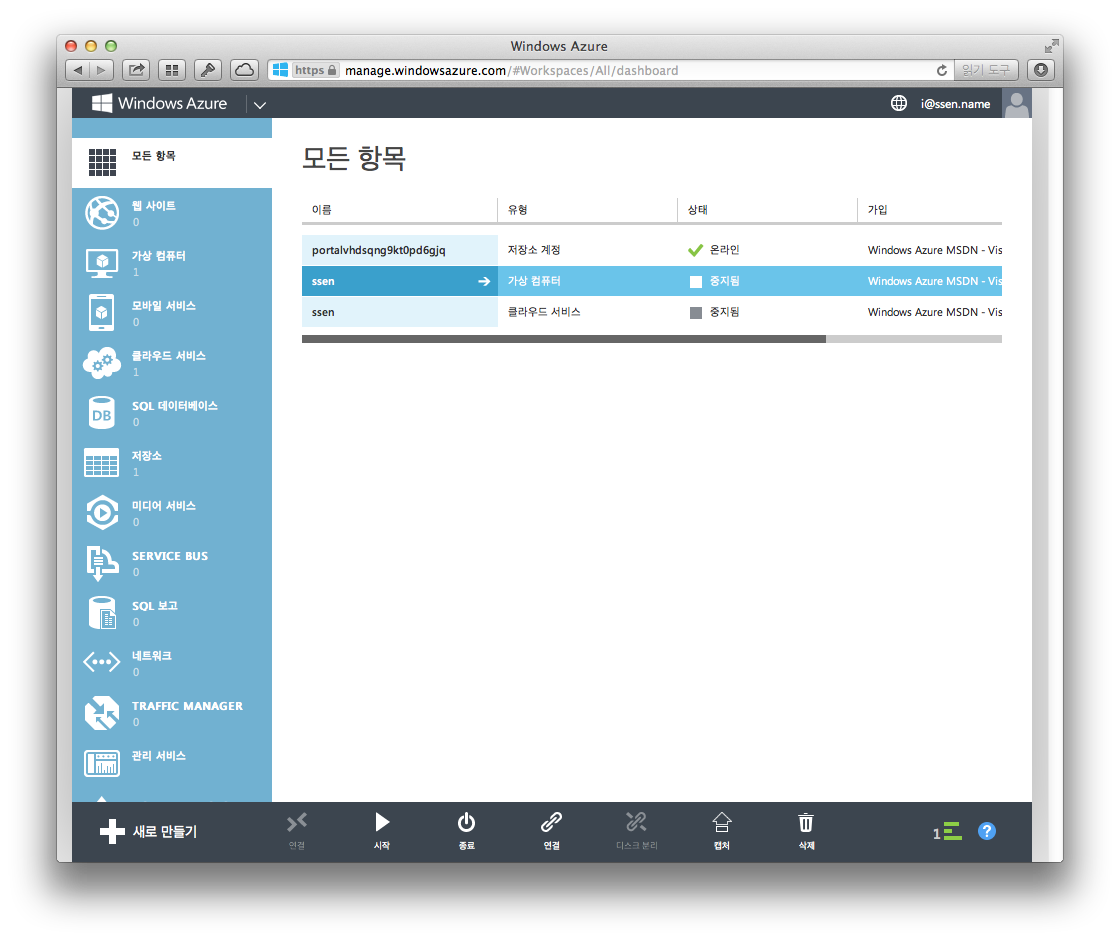 Windows Azure
https manage.windowsazure.com/#Workspaces/All/dashboard 읽기 도구
Windows Azure i@ssen.name
모든 항목
웹 사이트
0
가상 컴퓨터
1
모바일 서비스
0
클라우드 서비스
1
SQL 데이터베이스
0
DB
저장소
1
미디어 서비스
0
SERVICE BUS
0
SQL 보고
0
네트워크
0
TRAFFIC MANAGER
0
관리 서비스
모든 항목
이름 유형 상태 가입
portalvhdsqng9kt0pd6gjq 저장소 계정 온라인 Windows Azure MSDN - Vis
ssen 가상 컴퓨터 중지됨 Windows Azure MSDN - Vis
ssen 클라우드 서비스 중지됨 Windows Azure MSDN - Vis
새로 만들기 연결 시작 종료 연결 디스크 분리 캡처 삭제 1 ?